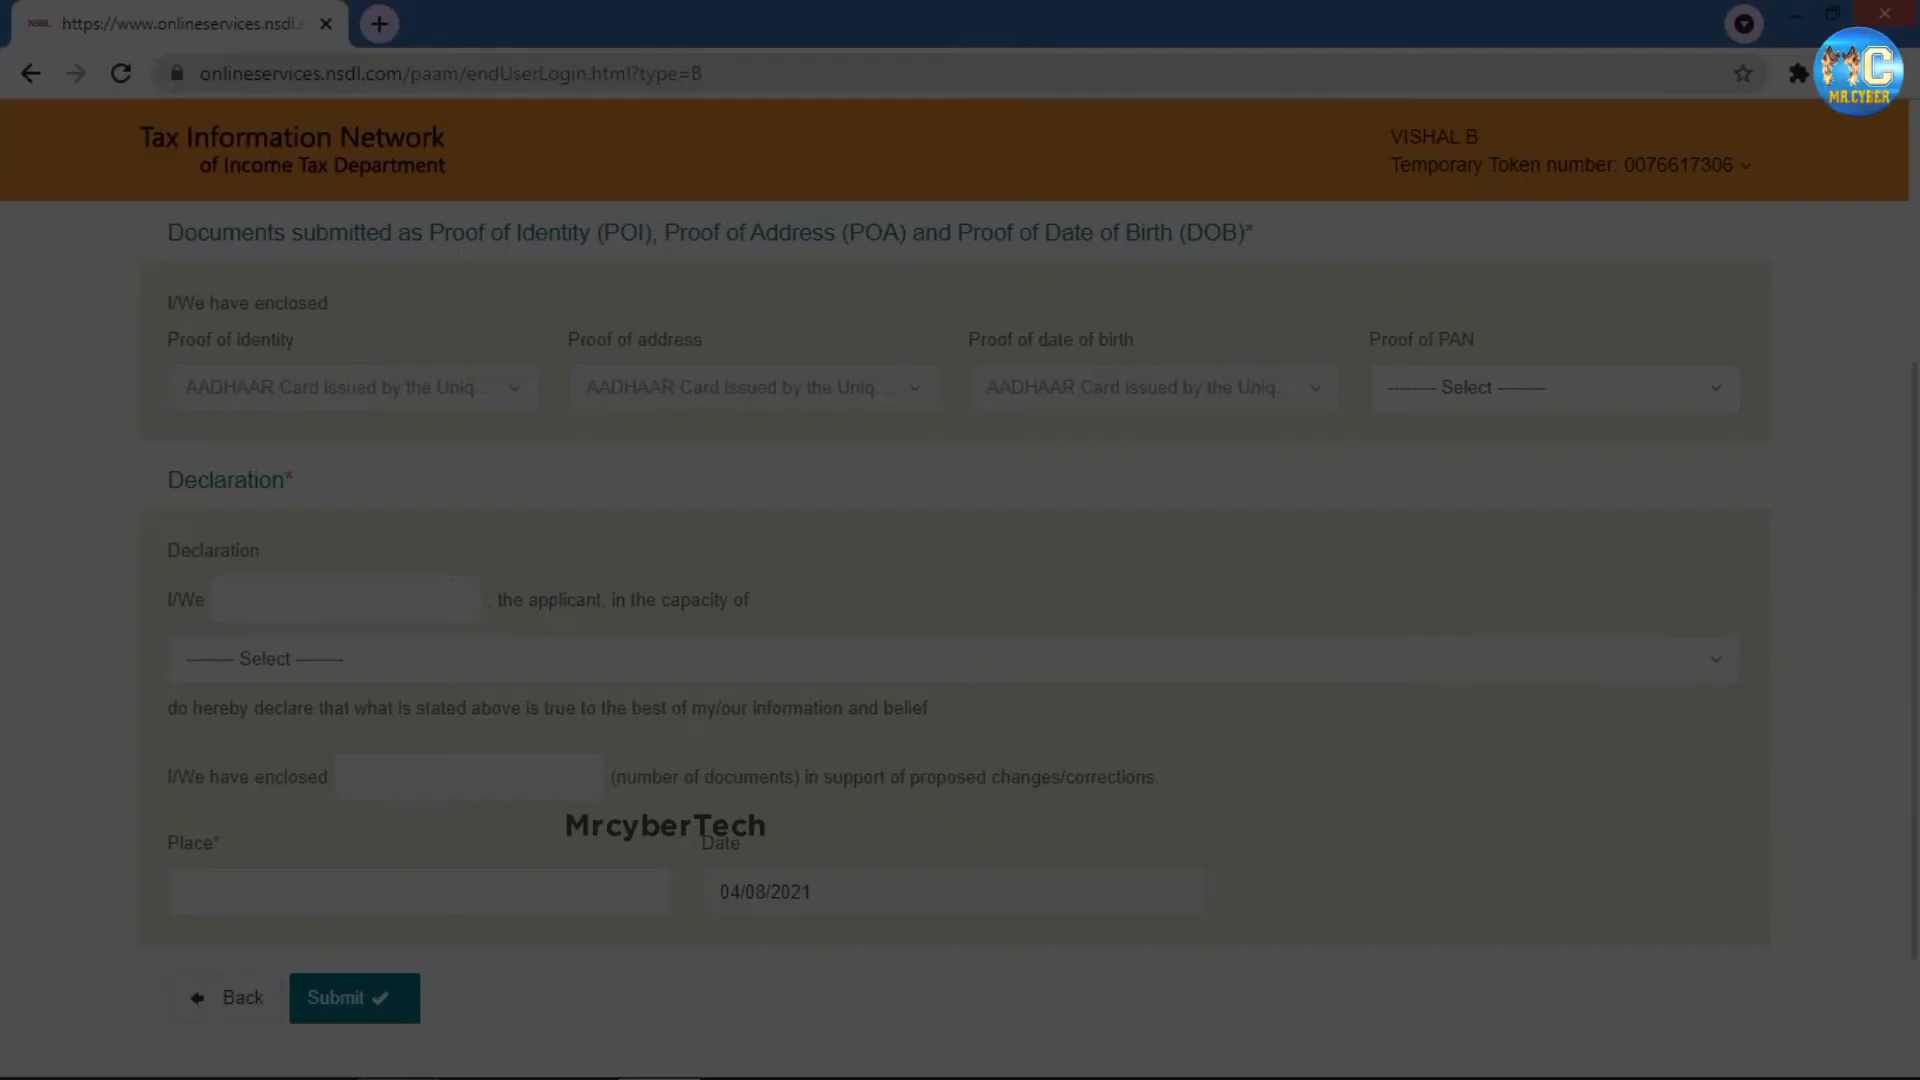 NSDL https://www.onlineservices.nsdl.c
onlineservices.nsdl.com/paam/endUserLogin.html?type=B
MC
MR.CYBER
Tax Information Network
of Income Tax Department
VISHAL B
Temporary Token number: 0076617306
Documents submitted as Proof of Identity (POI), Proof of Address (POA) and Proof of Date of Birth (DOB)*
I/We have enclosed
Proof of identity Proof of address Proof of date of birth Proof of PAN
AADHAAR Card issued by the Uniq... AADHAAR Card issued by the Uniq... AADHAAR Card issued by the Uniq. -------- Select --------
Declaration*
Declaration
I/We , the applicant, in the capacity of
-------- Select --------
do hereby declare that what is stated above is true to the best of my/our information and belief
I/We have enclosed (number of documents) in support of proposed changes/corrections.
MrcyberTech
Place* Date
04/08/2021
Back Submit